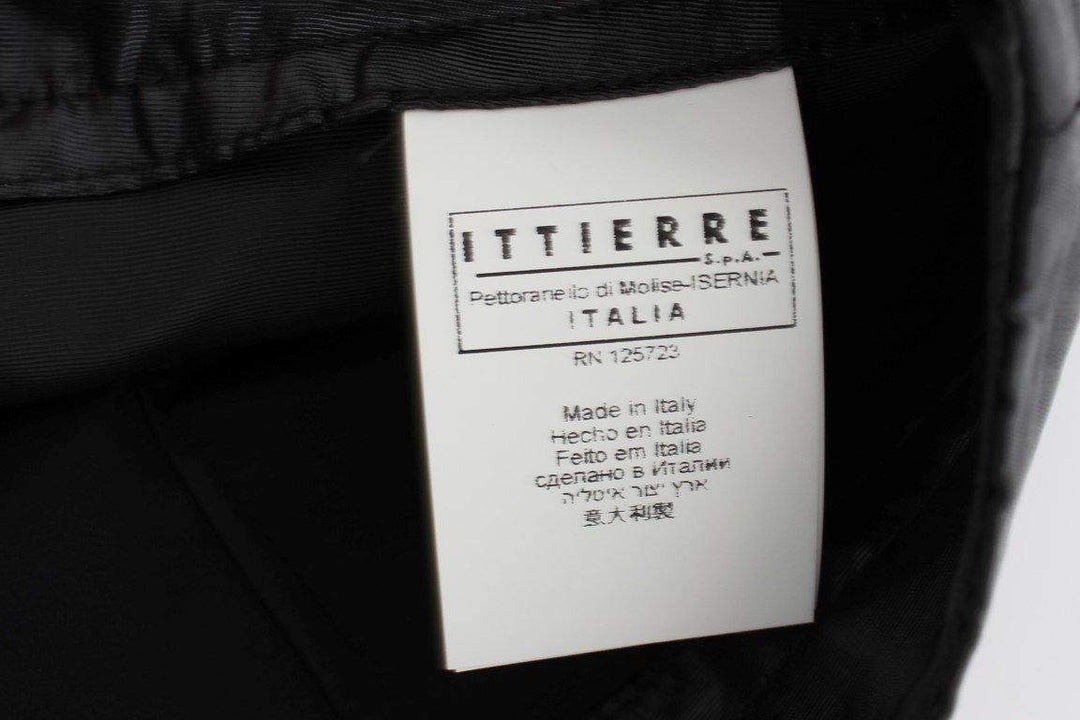 ITTIERRE
S.p.A.
Pettoranello di Molise-ISERNIA
ITALIA
RN 125723
Made in Italy
Hecho en Italia
Feito em Italia
сделано в Италии
ארץ יצור איטליה
意大利製